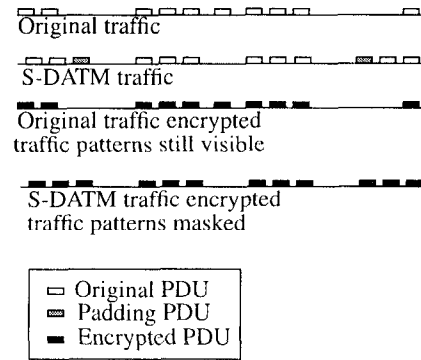 Original traffic
S-DATM traffic
Original traffic encrypted
traffic patterns still visible
S-DATM traffic encrypted
traffic patterns masked
Original PDU
Padding PDU
Encrypted PDU